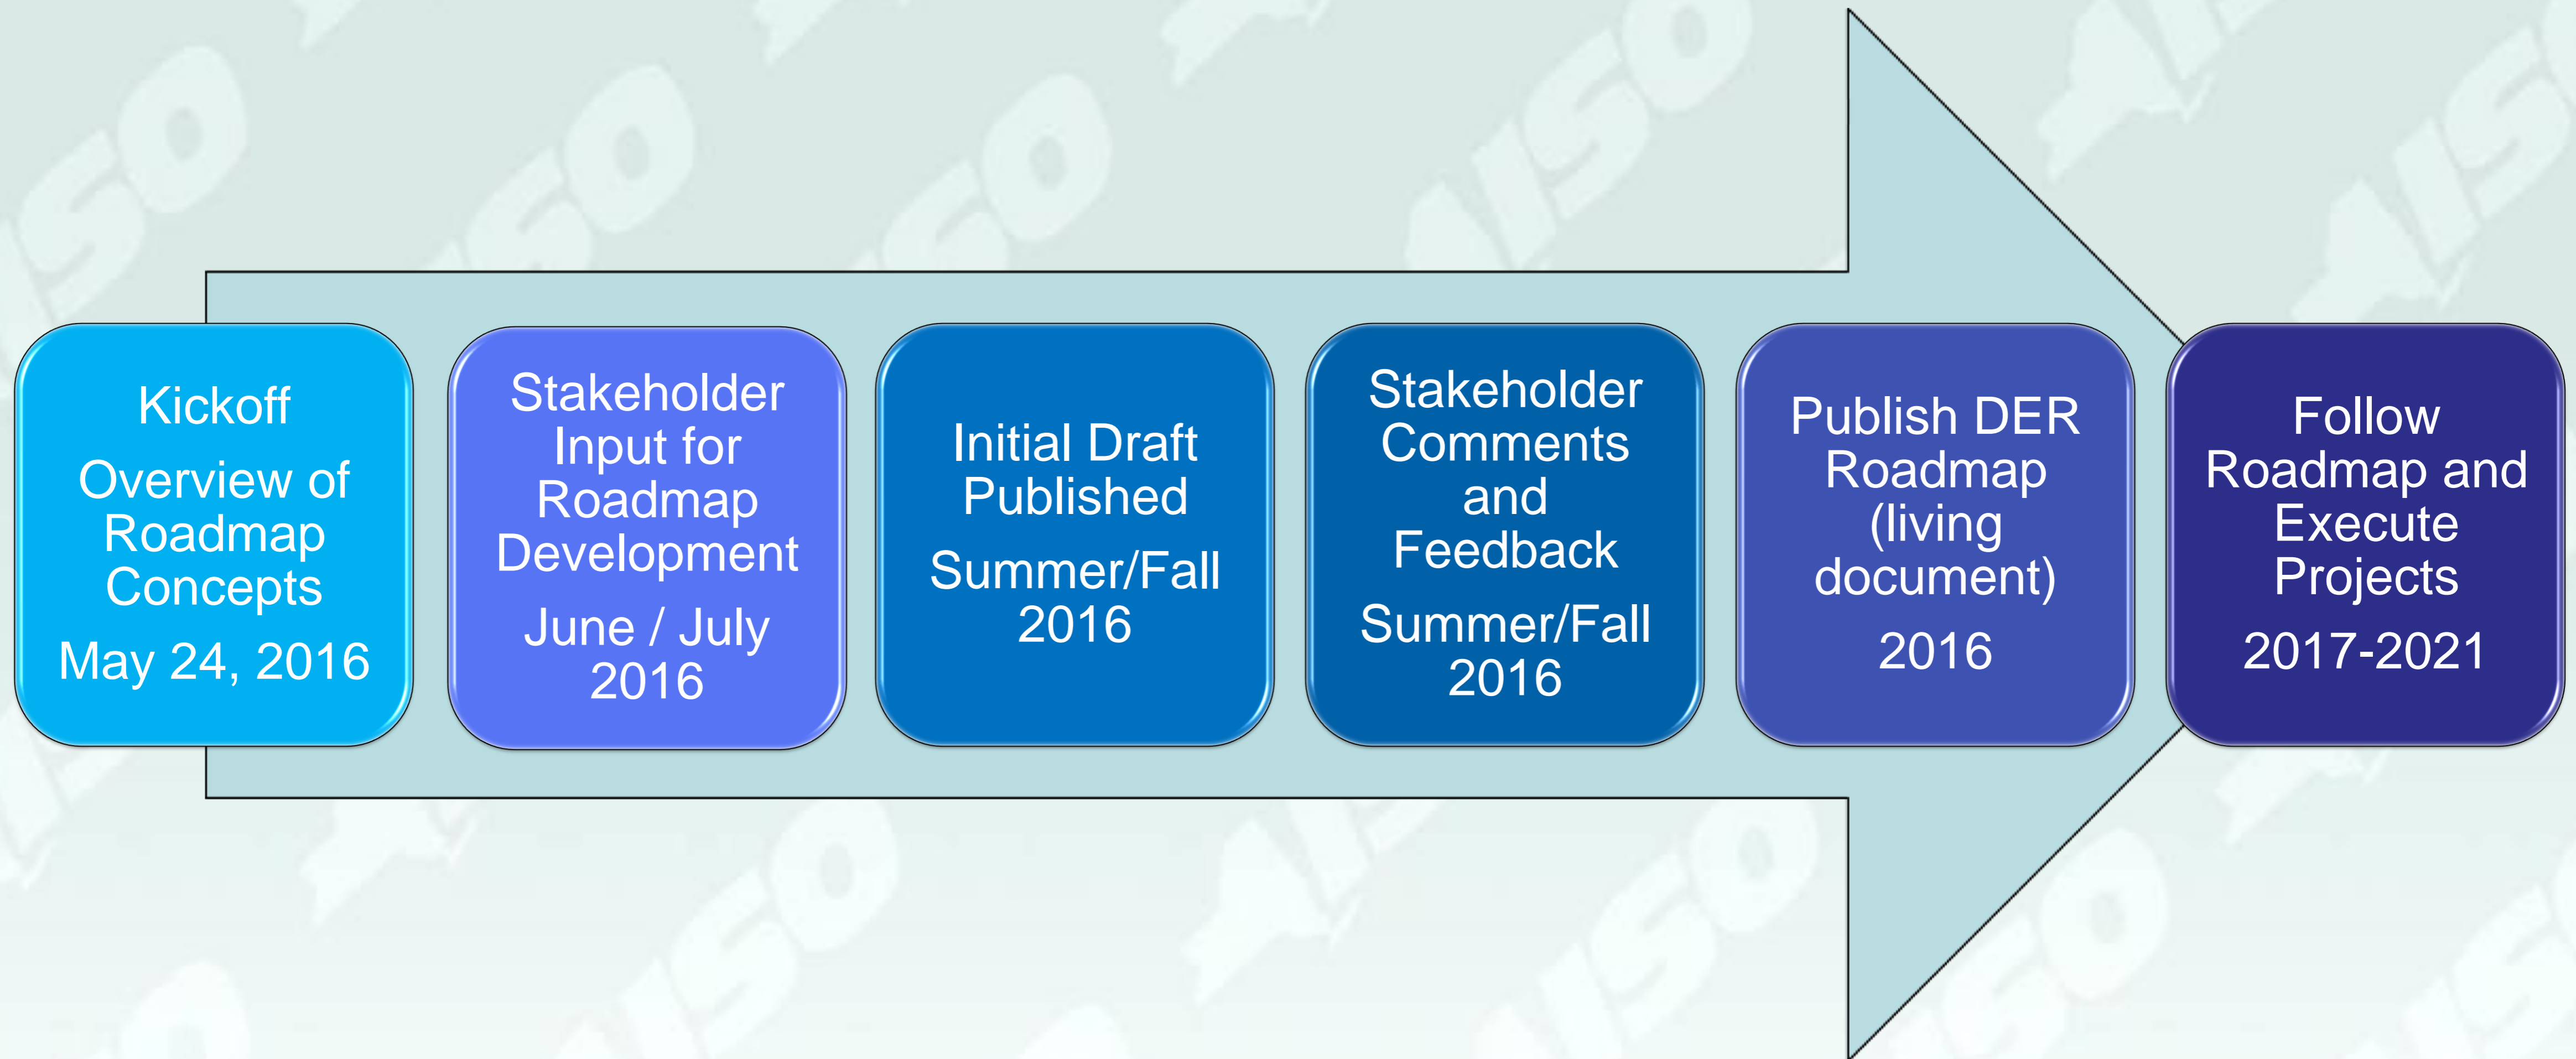 Kickoff
Overview of
Roadmap
Concepts
May 24, 2016
Stakeholder
Input for
Roadmap
Development
June / July
2016
Initial Draft
Published
Summer/Fall
2016
Stakeholder
Comments
and
Feedback
Summer/Fall
2016
Publish DER
Roadmap
(living
document)
2016
Follow
Roadmap and
Execute
Projects
2017-2021